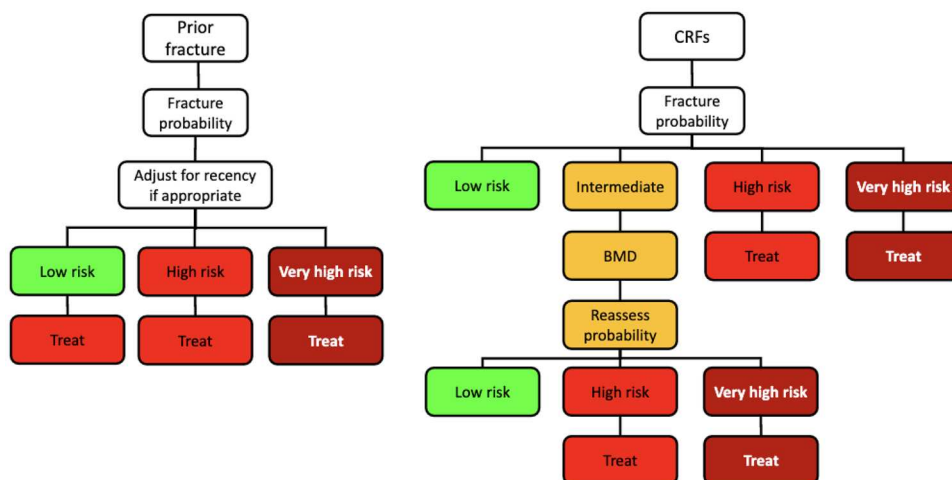 Prior
fracture
Fracture
probability
Adjust for recency
if appropriate
Low risk
High risk
Very high risk
Treat
Treat
Treat
CRFs
Fracture
probability
Low risk
Intermediate
High risk
Very high risk
BMD
Treat
Treat
Reassess
probability
Low risk
High risk
Very high risk
Treat
Treat